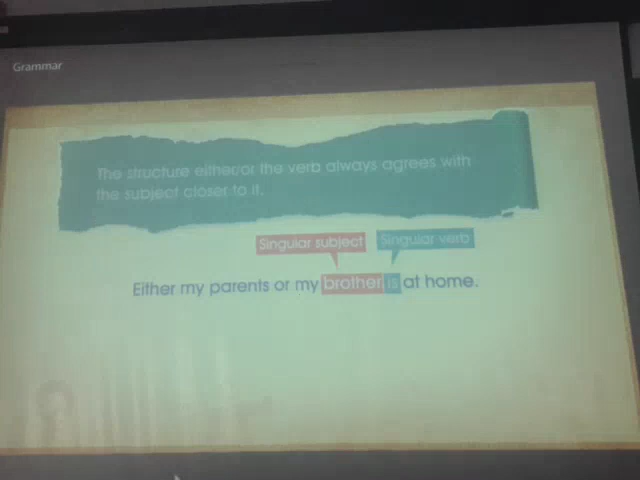 Grammar
The structure either/or the verb always agrees with
the subject closer to it.
Singular subject
Singular verb
Either my parents or my brother is at home.